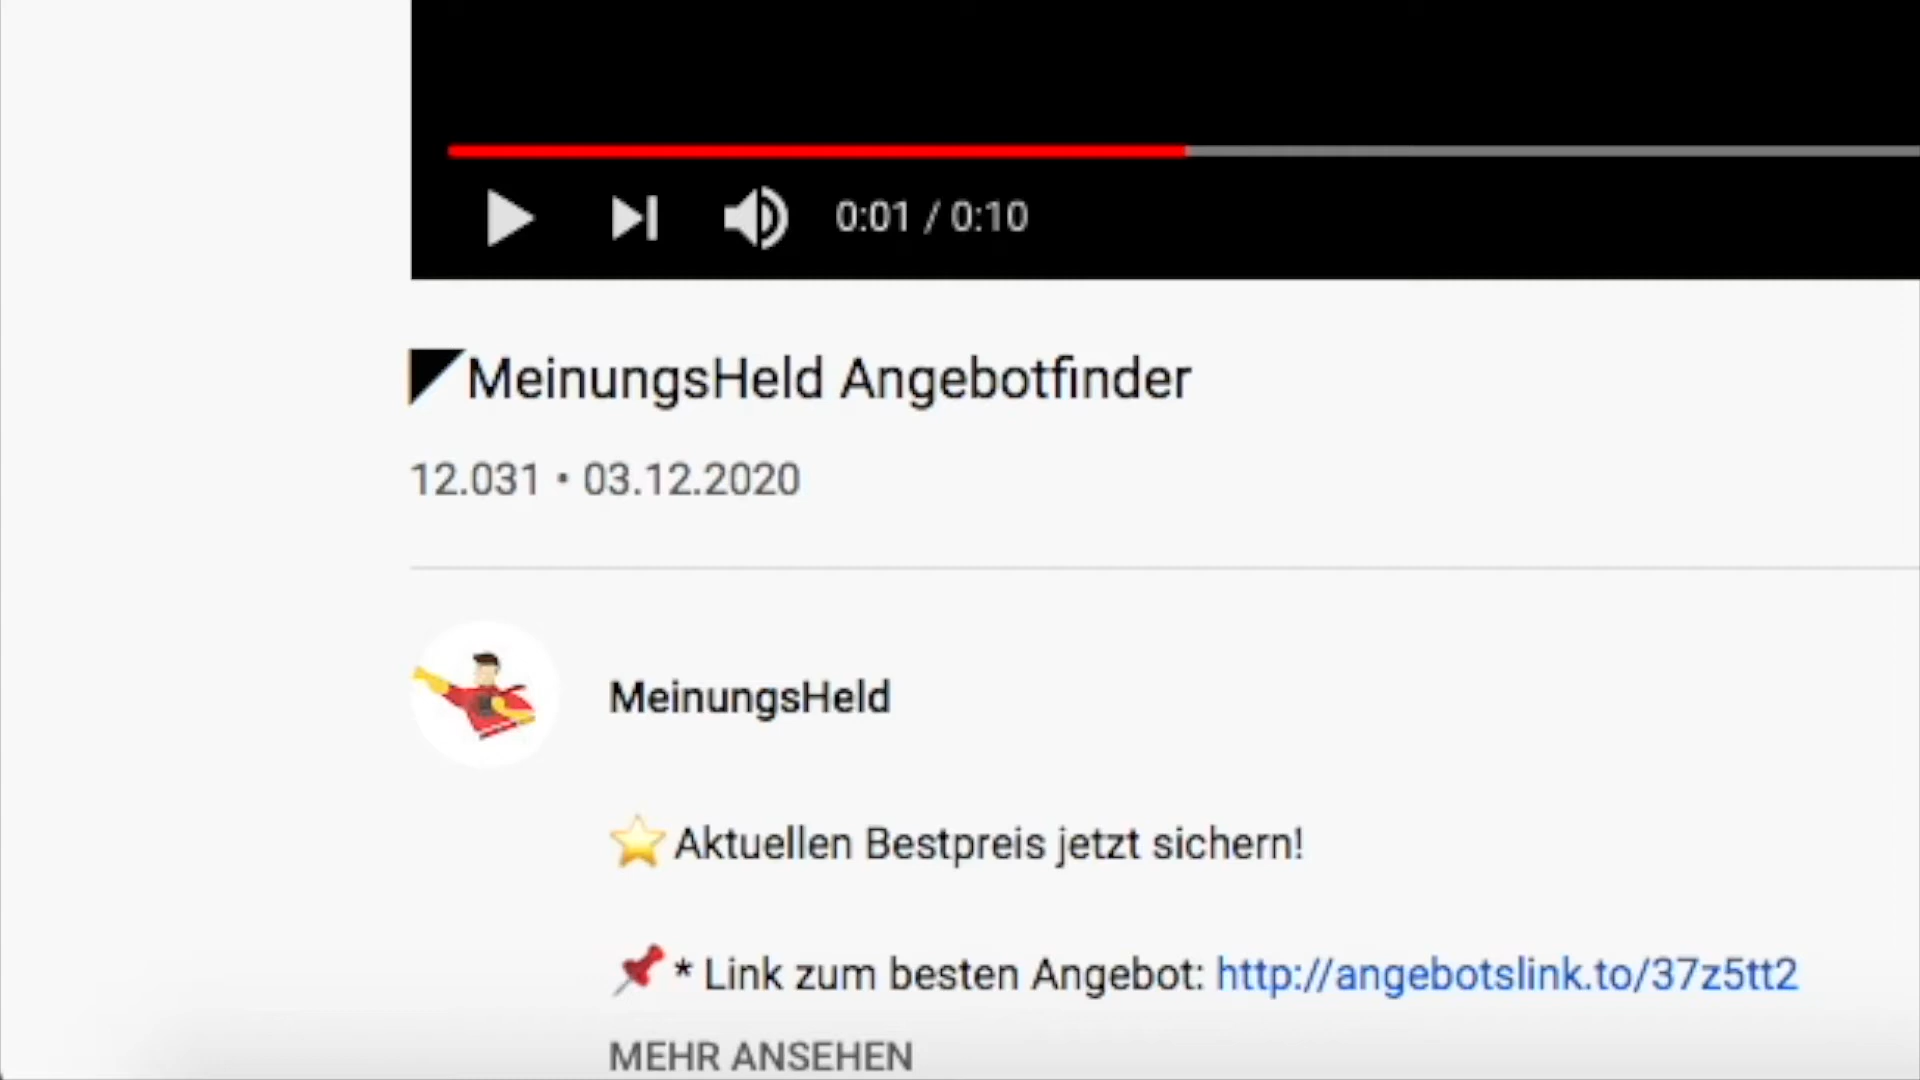 0:01 / 0:10
MeinungsHeld Angebotfinder
12.031 • 03.12.2020
MeinungsHeld
⭐ Aktuellen Bestpreis jetzt sichern!
📌 * Link zum besten Angebot: http://angebotslink.to/37z5tt2
MEHR ANSEHEN